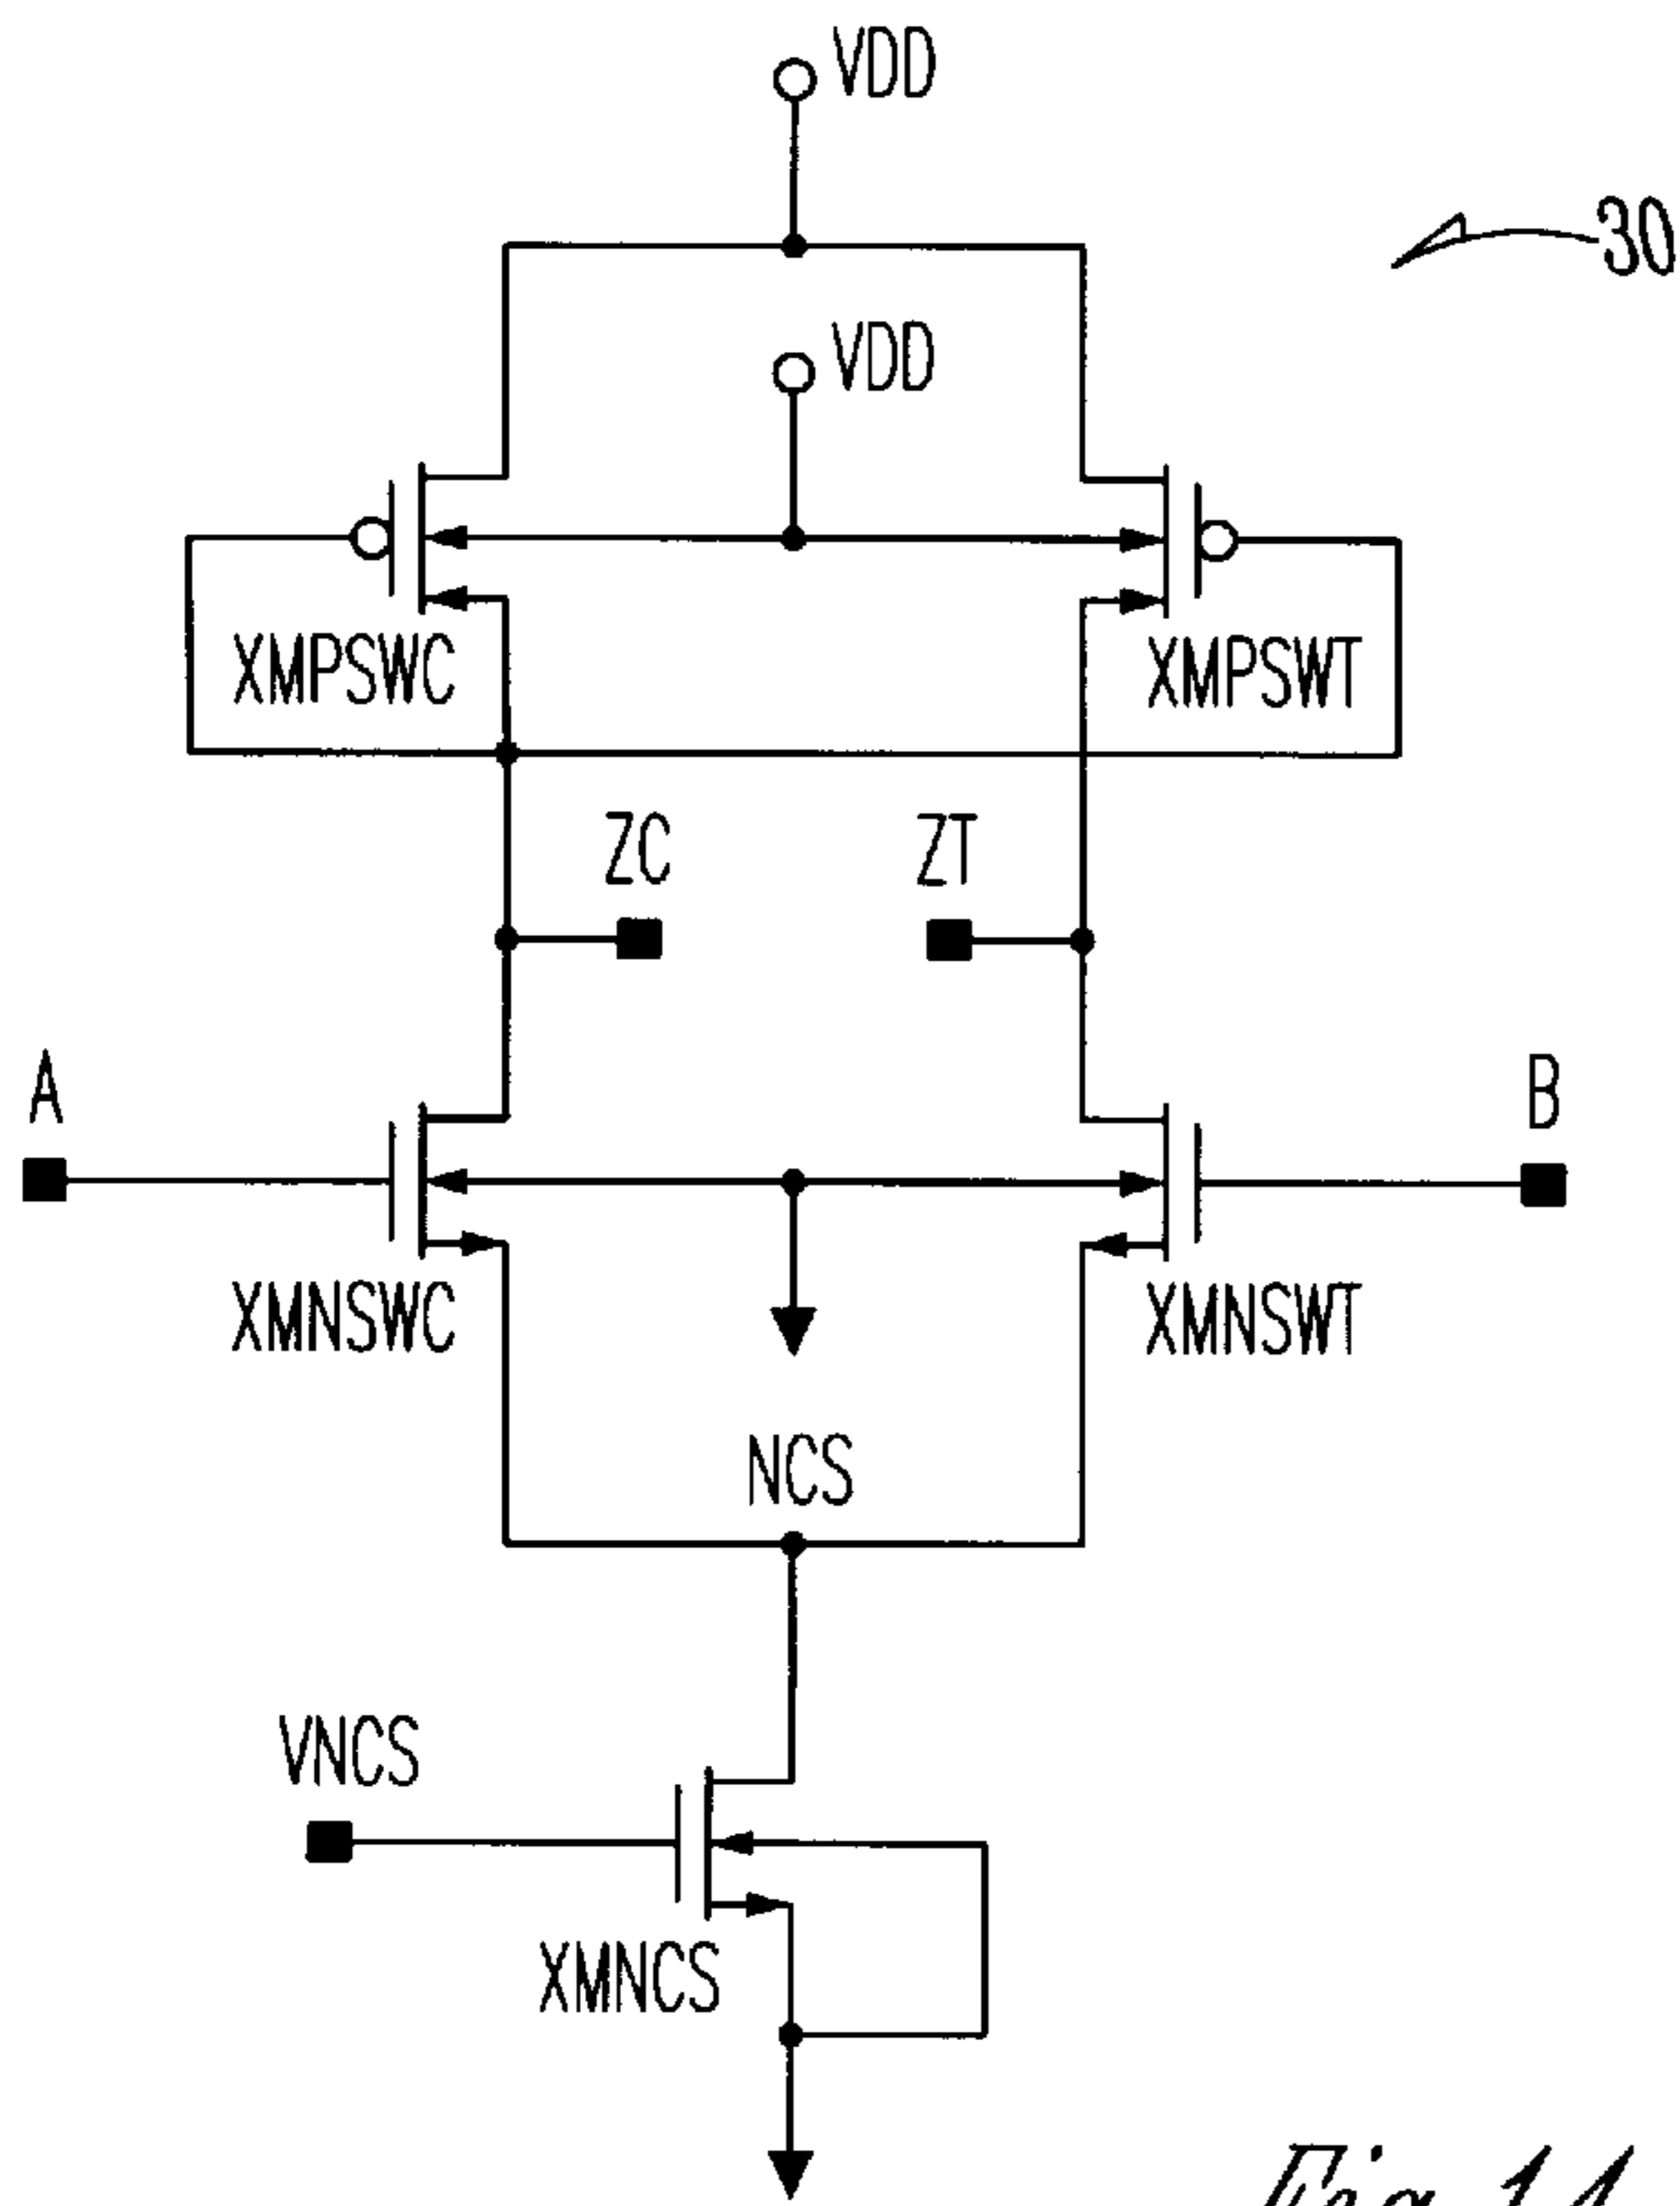 VDD
30
VDD
XMPSWC
XMPSWT
ZC
ZT
A
B
XMNSWC
XMNSWT
NCS
VNCS
XMNCS